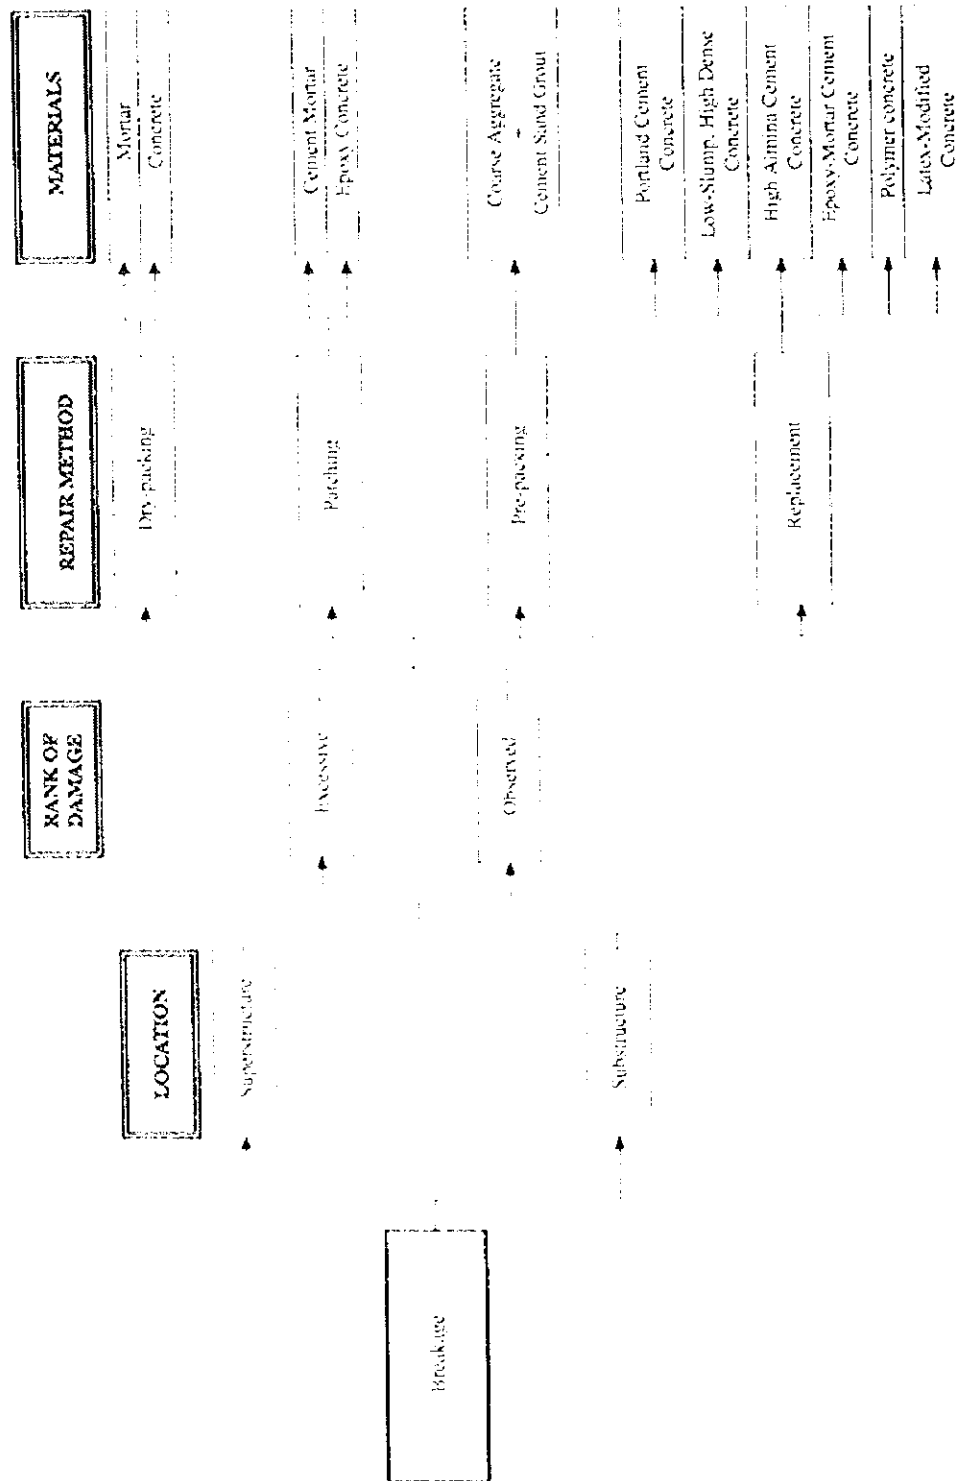 LOCATION
RANK OF
DAMAGE
REPAIR METHOD
MATERIALS
Breakage
Superstructure
Substructure
Excessive
Observed
Dry-packing
Patching
Pre-packing
Replacement
Mortar
Concrete
Cement Mortar
Epoxy Concrete
Coarse Aggregate
+
Cement Sand Grout
Portland Cement
Concrete
Low-Slump, High Dense
Concrete
High Almina Cement
Concrete
Epoxy-Mortar Cement
Concrete
Polymer concrete
Latex-Modified
Concrete